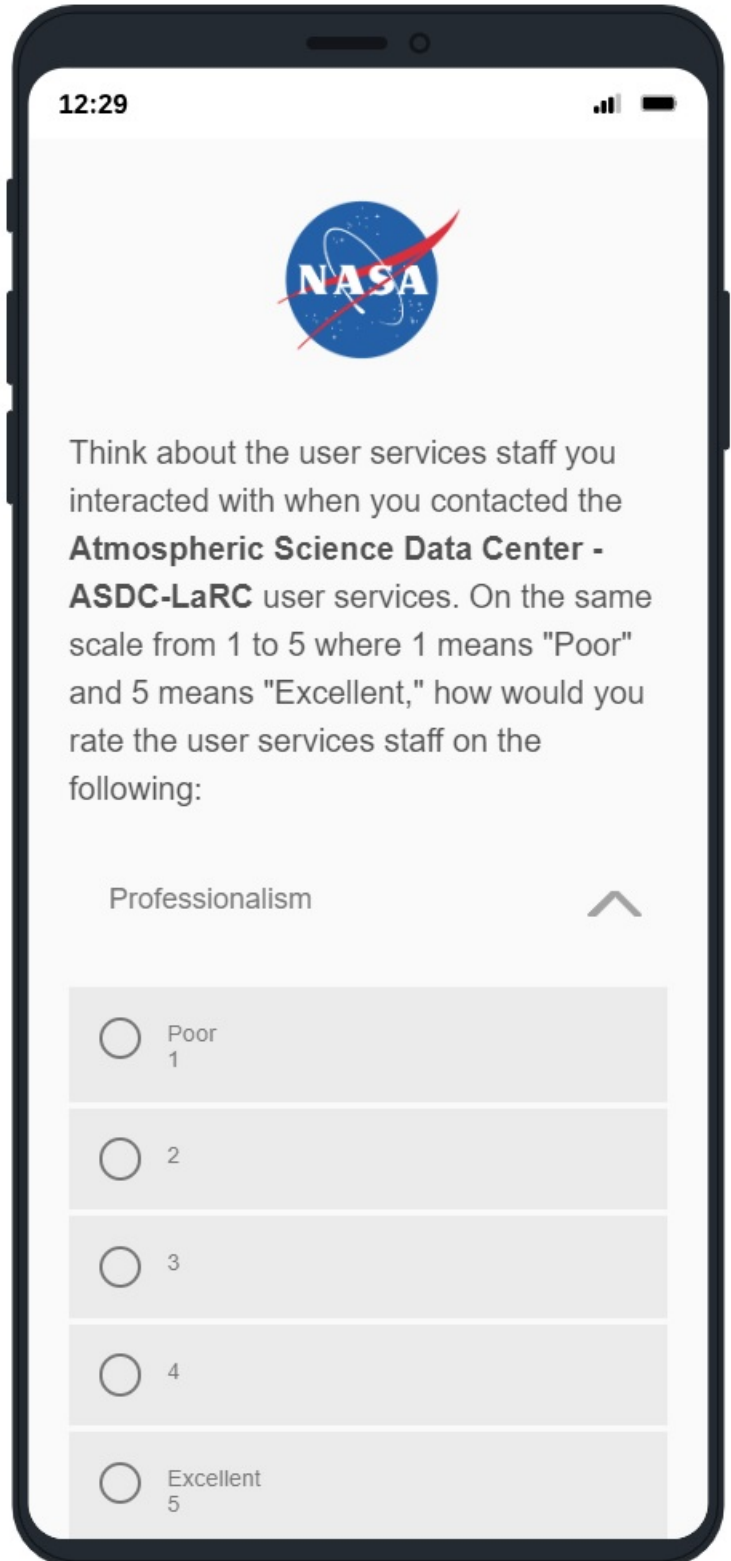 12:29
NASA
Think about the user services staff you
interacted with when you contacted the
Atmospheric Science Data Center -
ASDC-LaRC user services. On the same
scale from 1 to 5 where 1 means "Poor"
and 5 means "Excellent," how would you
rate the user services staff on the
following:
Professionalism
Poor
1
2
3
4
Excellent
5